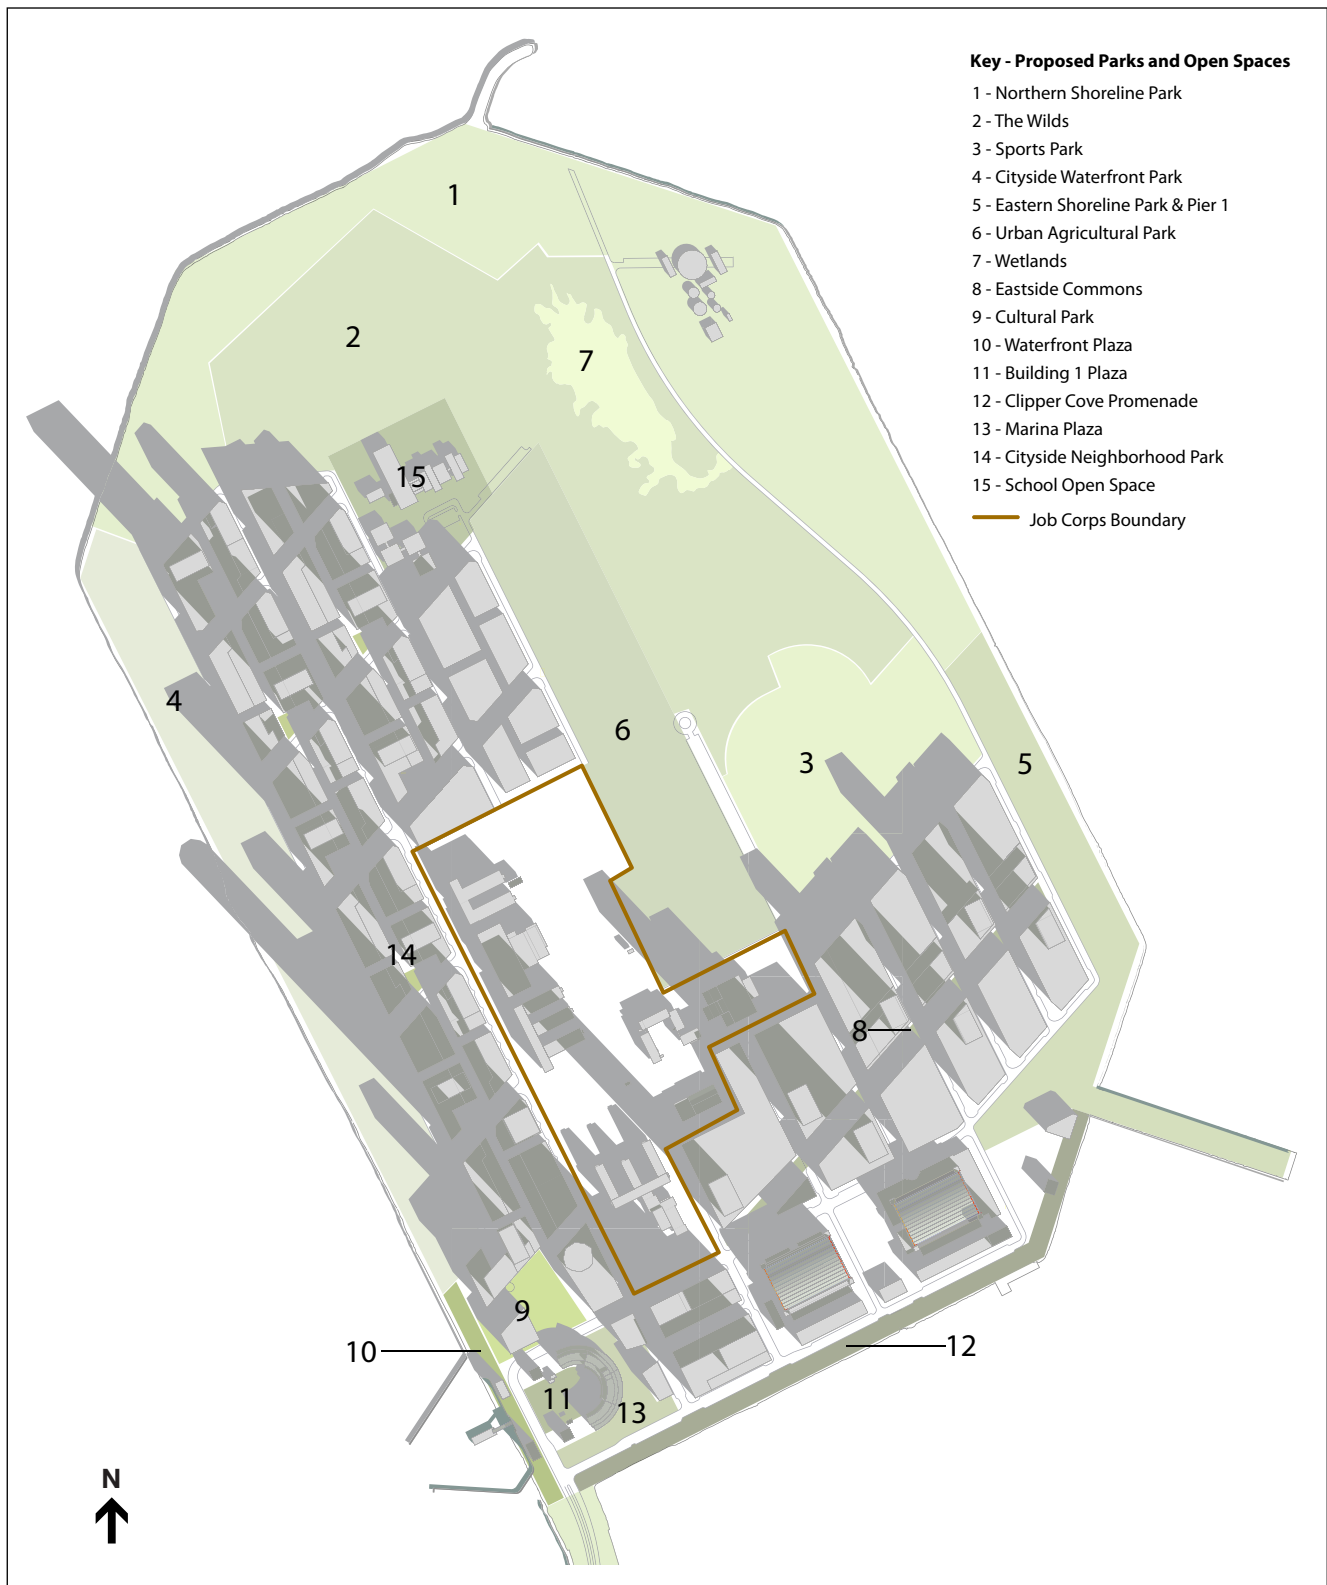 Key - Proposed Parks and Open Spaces
1 - Northern Shoreline Park
2 - The Wilds
3 - Sports Park
4 - Cityside Waterfront Park
5 - Eastern Shoreline Park & Pier 1
6 - Urban Agricultural Park
7 - Wetlands
8 - Eastside Commons
9 - Cultural Park
10 - Waterfront Plaza
11 - Building 1 Plaza
12 - Clipper Cove Promenade
13 - Marina Plaza
14 - Cityside Neighborhood Park
15 - School Open Space
Job Corps Boundary
1
2
7
15
4
6
3
5
14
8
9
10
12
11
13
N